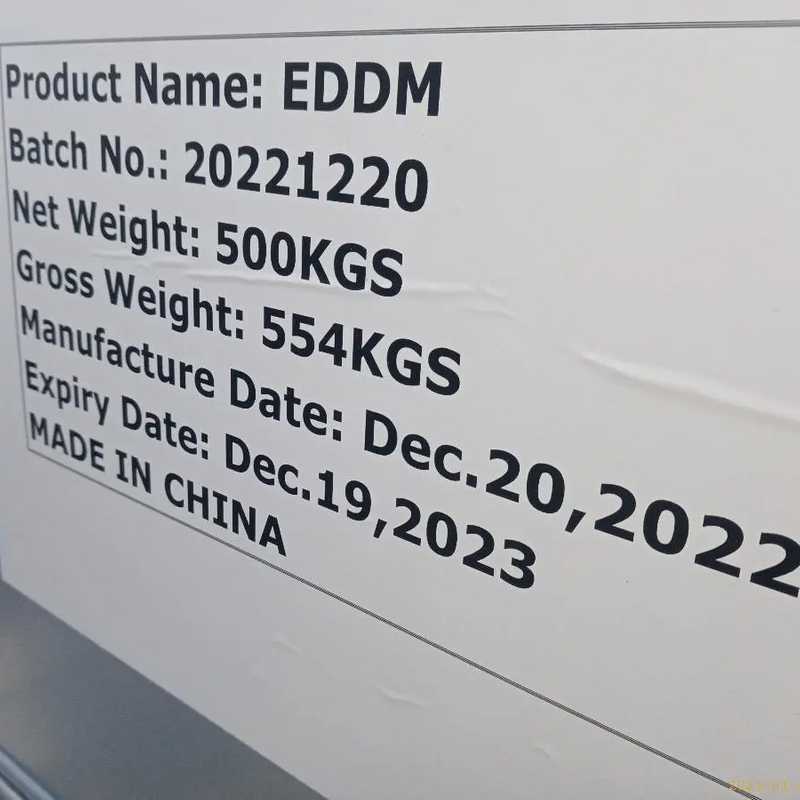 Product Name: EDDM
Batch No.: 20221220
Net Weight: 500KGS
Gross Weight: 554KGS
Manufacture Date: Dec.20,2022
Expiry Date: Dec.19,2023
MADE IN CHINA